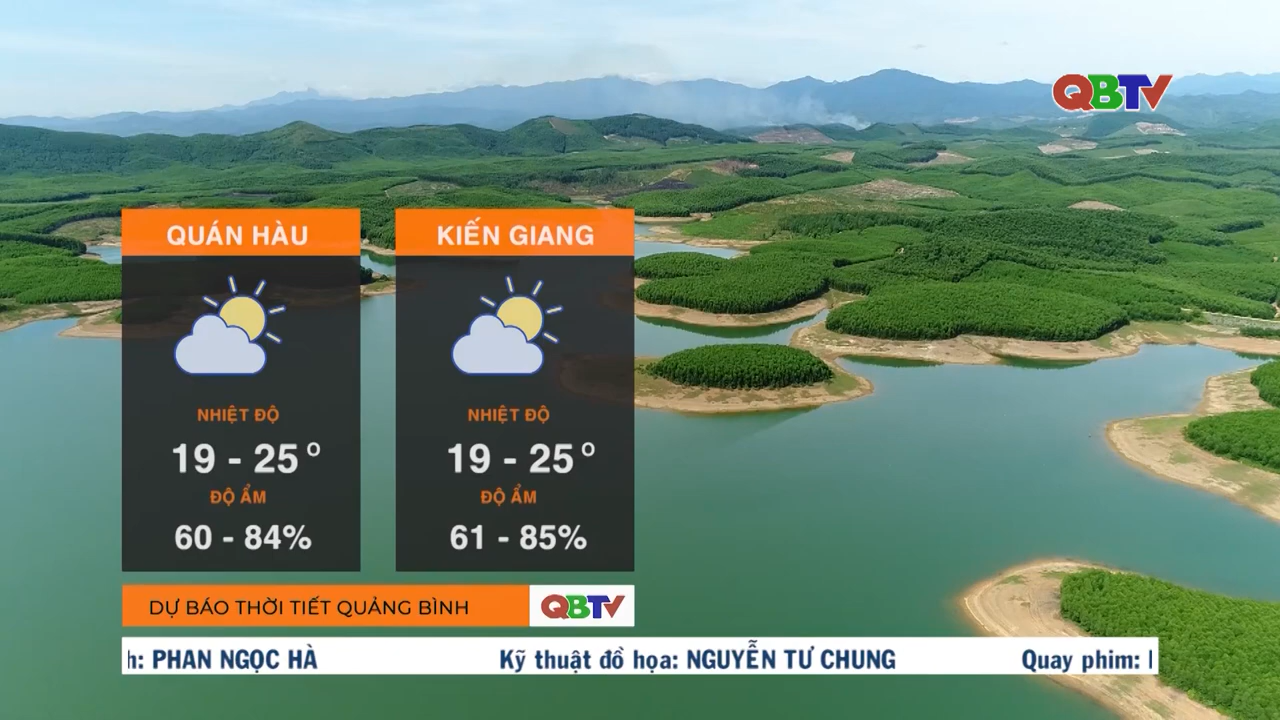 QBTV
QUÁN HÀU
NHIỆT ĐỘ
19 - 25°
ĐỘ ẨM
60 - 84%
KIẾN GIANG
NHIỆT ĐỘ
19 - 25°
ĐỘ ẨM
61 - 85%
DỰ BÁO THỜI TIẾT QUẢNG BÌNH
QBTV
h: PHAN NGỌC HÀ Kỹ thuật đồ họa: NGUYỄN TƯ CHUNG Quay phim: